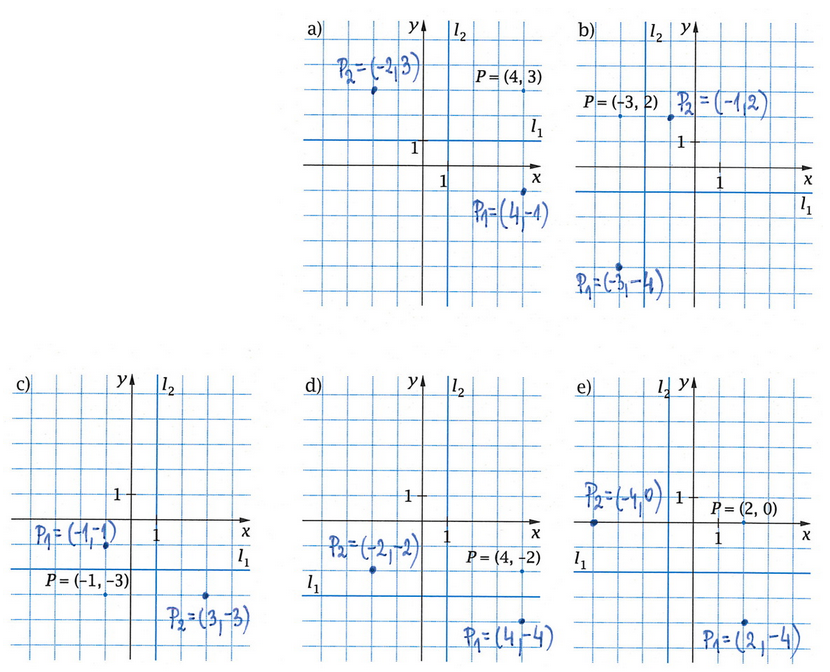 a) y l₂
P₂=(-2,3)
P = (4, 3)
l₁
1
1 x
P₁=(4,-1)
b) l₂ y
P = (-3, 2) P₂ = (-1,2)
1
1 x
l₁
P₁=(-3,-4)
c) y l₂
1
P₁=(-1,-1) 1 x
l₁
P = (-1, -3)
P₂=(3,-3)
d) y l₂
1
1 x
P₂=(-2,-2)
P = (4, -2)
l₁
P₁=(4,-4)
e) l₂ y
P₂=(-4,0) 1
P = (2, 0)
1 x
l₁
P₁=(2,-4)